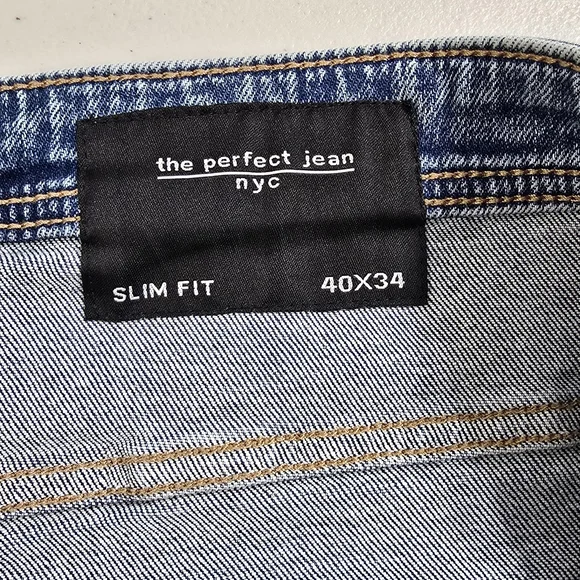 the perfect jean
nyc
SLIM FIT 40X34